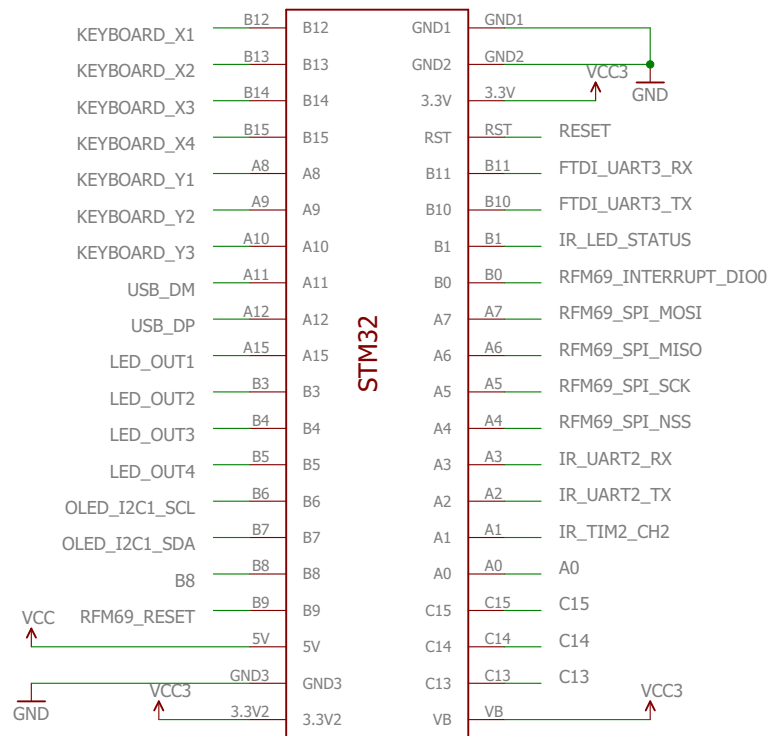 KEYBOARD_X1 B12 B12 GND1 GND1
KEYBOARD_X2 B13 B13 GND2 GND2
VCC3
GND
KEYBOARD_X3 B14 B14 3.3V 3.3V
KEYBOARD_X4 B15 B15 RST RST RESET
KEYBOARD_Y1 A8 A8 B11 B11 FTDI_UART3_RX
KEYBOARD_Y2 A9 A9 B10 B10 FTDI_UART3_TX
KEYBOARD_Y3 A10 A10 B1 B1 IR_LED_STATUS
USB_DM A11 A11 B0 B0 RFM69_INTERRUPT_DIO0
USB_DP A12 A12 A7 A7 RFM69_SPI_MOSI
STM32
LED_OUT1 A15 A15 A6 A6 RFM69_SPI_MISO
LED_OUT2 B3 B3 A5 A5 RFM69_SPI_SCK
LED_OUT3 B4 B4 A4 A4 RFM69_SPI_NSS
LED_OUT4 B5 B5 A3 A3 IR_UART2_RX
OLED_I2C1_SCL B6 B6 A2 A2 IR_UART2_TX
OLED_I2C1_SDA B7 B7 A1 A1 IR_TIM2_CH2
B8 B8 B8 A0 A0 A0
RFM69_RESET B9 B9 C15 C15 C15
VCC 5V 5V C14 C14 C14
GND GND3 GND3 C13 C13 C13
VCC3 3.3V2 3.3V2 VB VB VCC3